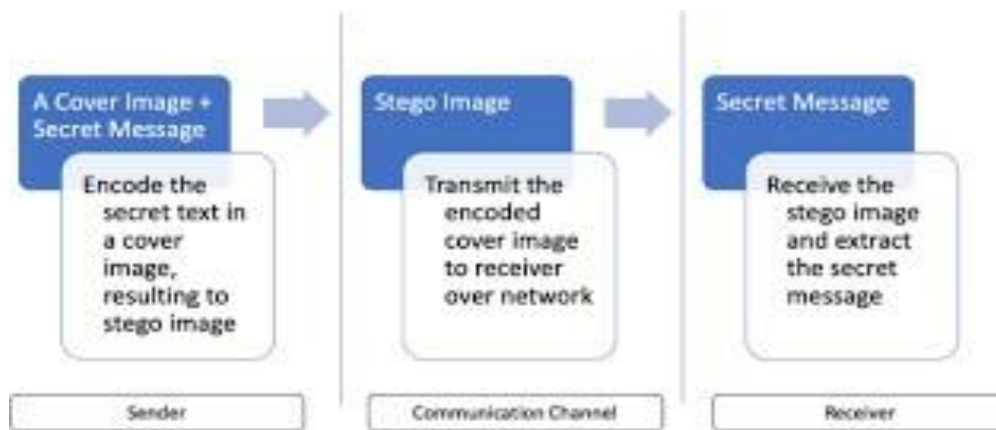 A Cover Image +
Secret Message
Encode the
secret text in
a cover
image,
resulting to
stego image
Sender
Stego Image
Transmit the
encoded
cover image
to receiver
over network
Communication Channel
Secret Message
Receive the
stego image
and extract
the secret
message
Receiver